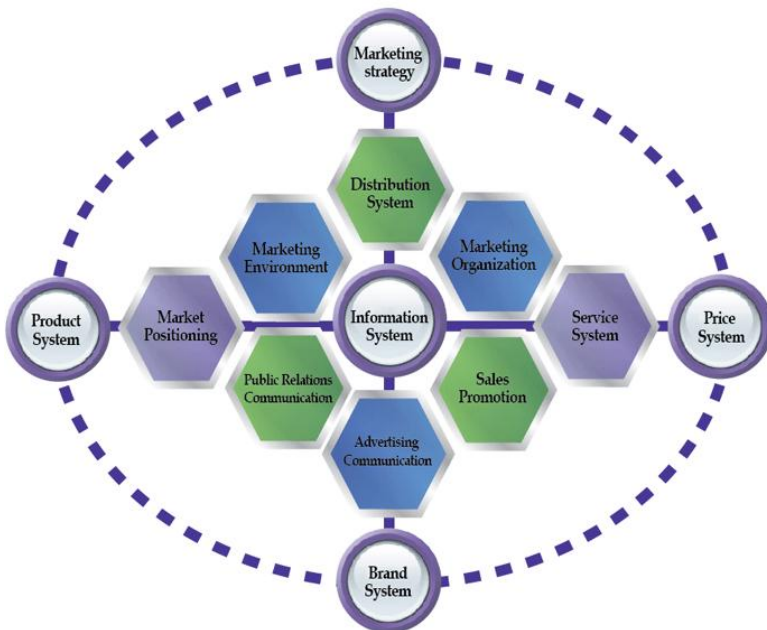 Marketing
strategy
Distribution
System
Marketing
Environment
Marketing
Organization
Product
System
Market
Positioning
Information
System
Service
System
Price
System
Public Relations
Communication
Sales
Promotion
Advertising
Communication
Brand
System